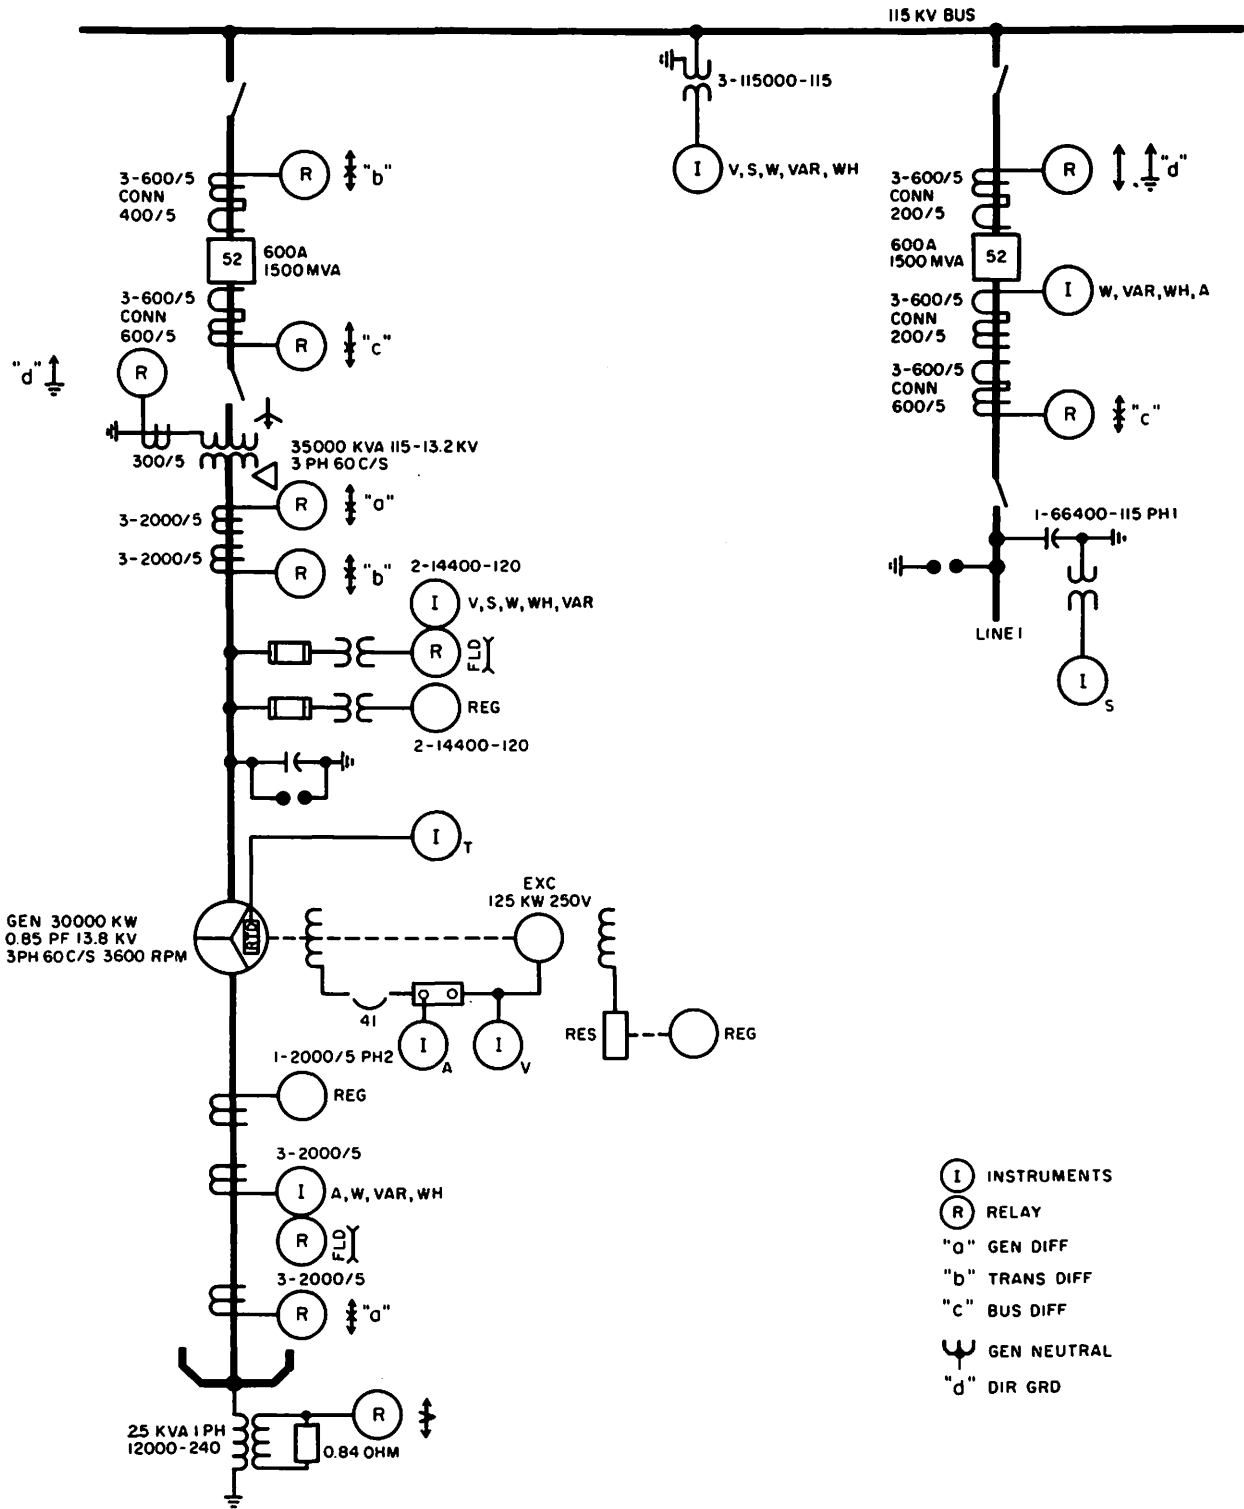 115 KV BUS
3-115000-115
I
V, S, W, VAR, WH
3-600/5
CONN
400/5
R
"b"
52
600A
1500 MVA
3-600/5
CONN
600/5
R
"c"
"d"
R
300/5
35000 KVA 115-13.2 KV
3 PH 60 C/S
R
"a"
3-2000/5
3-2000/5
R
"b"
2-14400-120
I
V, S, W, WH, VAR
R
FLD
REG
2-14400-120
I
T
GEN 30000 KW
0.85 PF 13.8 KV
3PH 60 C/S 3600 RPM
RTD
EXC
125 KW 250V
41
I
A
I
V
RES
REG
1-2000/5 PH2
REG
3-2000/5
I
A, W, VAR, WH
R
FLD
3-2000/5
R
"a"
25 KVA 1 PH
12000-240
R
0.84 OHM
3-600/5
CONN
200/5
R
"d"
600A
1500 MVA
52
I
W, VAR, WH, A
3-600/5
CONN
200/5
3-600/5
CONN
600/5
R
"c"
1-66400-115 PH1
LINE 1
I
S
I INSTRUMENTS
R RELAY
"a" GEN DIFF
"b" TRANS DIFF
"c" BUS DIFF
GEN NEUTRAL
"d" DIR GRD